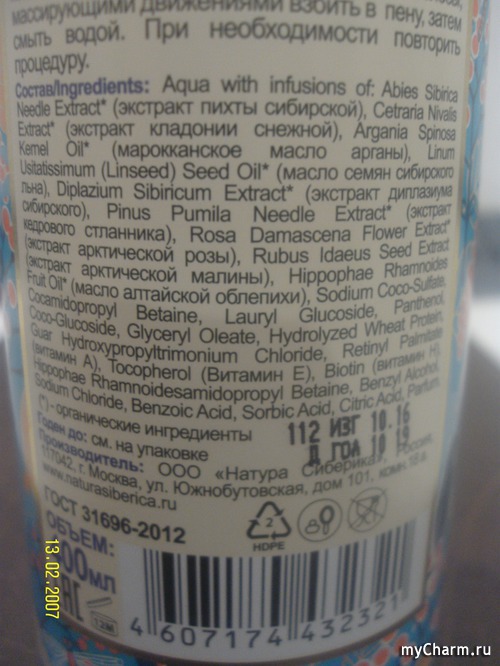 массирующими движениями взбить в пену, затем
смыть водой. При необходимости повторить
процедуру.
Состав/Ingredients: Aqua with infusions of: Abies Sibirica
Needle Extract* (экстракт пихты сибирской), Cetraria Nivalis
Extract* (экстракт кладонии снежной), Argania Spinosa
Kernel Oil* (марокканское масло арганы), Linum
Usitatissimum (Linseed) Seed Oil* (масло семян сибирского
льна), Diplazium Sibiricum Extract* (экстракт диплазиума
сибирского), Pinus Pumila Needle Extract* (экстракт
кедрового стланника), Rosa Damascena Flower Extract*
(экстракт арктической розы), Rubus Idaeus Seed Extract
(экстракт арктической малины), Hippophae Rhamnoides
Fruit Oil* (масло алтайской облепихи), Sodium Coco-Sulfate,
Cocamidopropyl Betaine, Lauryl Glucoside, Panthenol,
Coco-Glucoside, Glyceryl Oleate, Hydrolyzed Wheat Protein,
Guar Hydroxypropyltrimonium Chloride, Retinyl Palmitate
(витамин А), Tocopherol (Витамин Е), Biotin (витамин Н),
Hippophae Rhamnoidesamidopropyl Betaine, Benzyl Alcohol,
Sodium Chloride, Benzoic Acid, Sorbic Acid, Citric Acid, Parfum.
(*) - органические ингредиенты
112 ИЗГ 10.16
Д ГОЛ 10 19
Годен до: см. на упаковке
Производитель: ООО «Натура Сиберика», Россия,
117042, г. Москва, ул. Южнобутовская, дом 101, комн.18 а.
www.naturasiberica.ru
ГОСТ 31696-2012
ОБЪЕМ:
00мл
2
HDPE
12M
4 607174 432321
13.02.2007
myCharm.ru